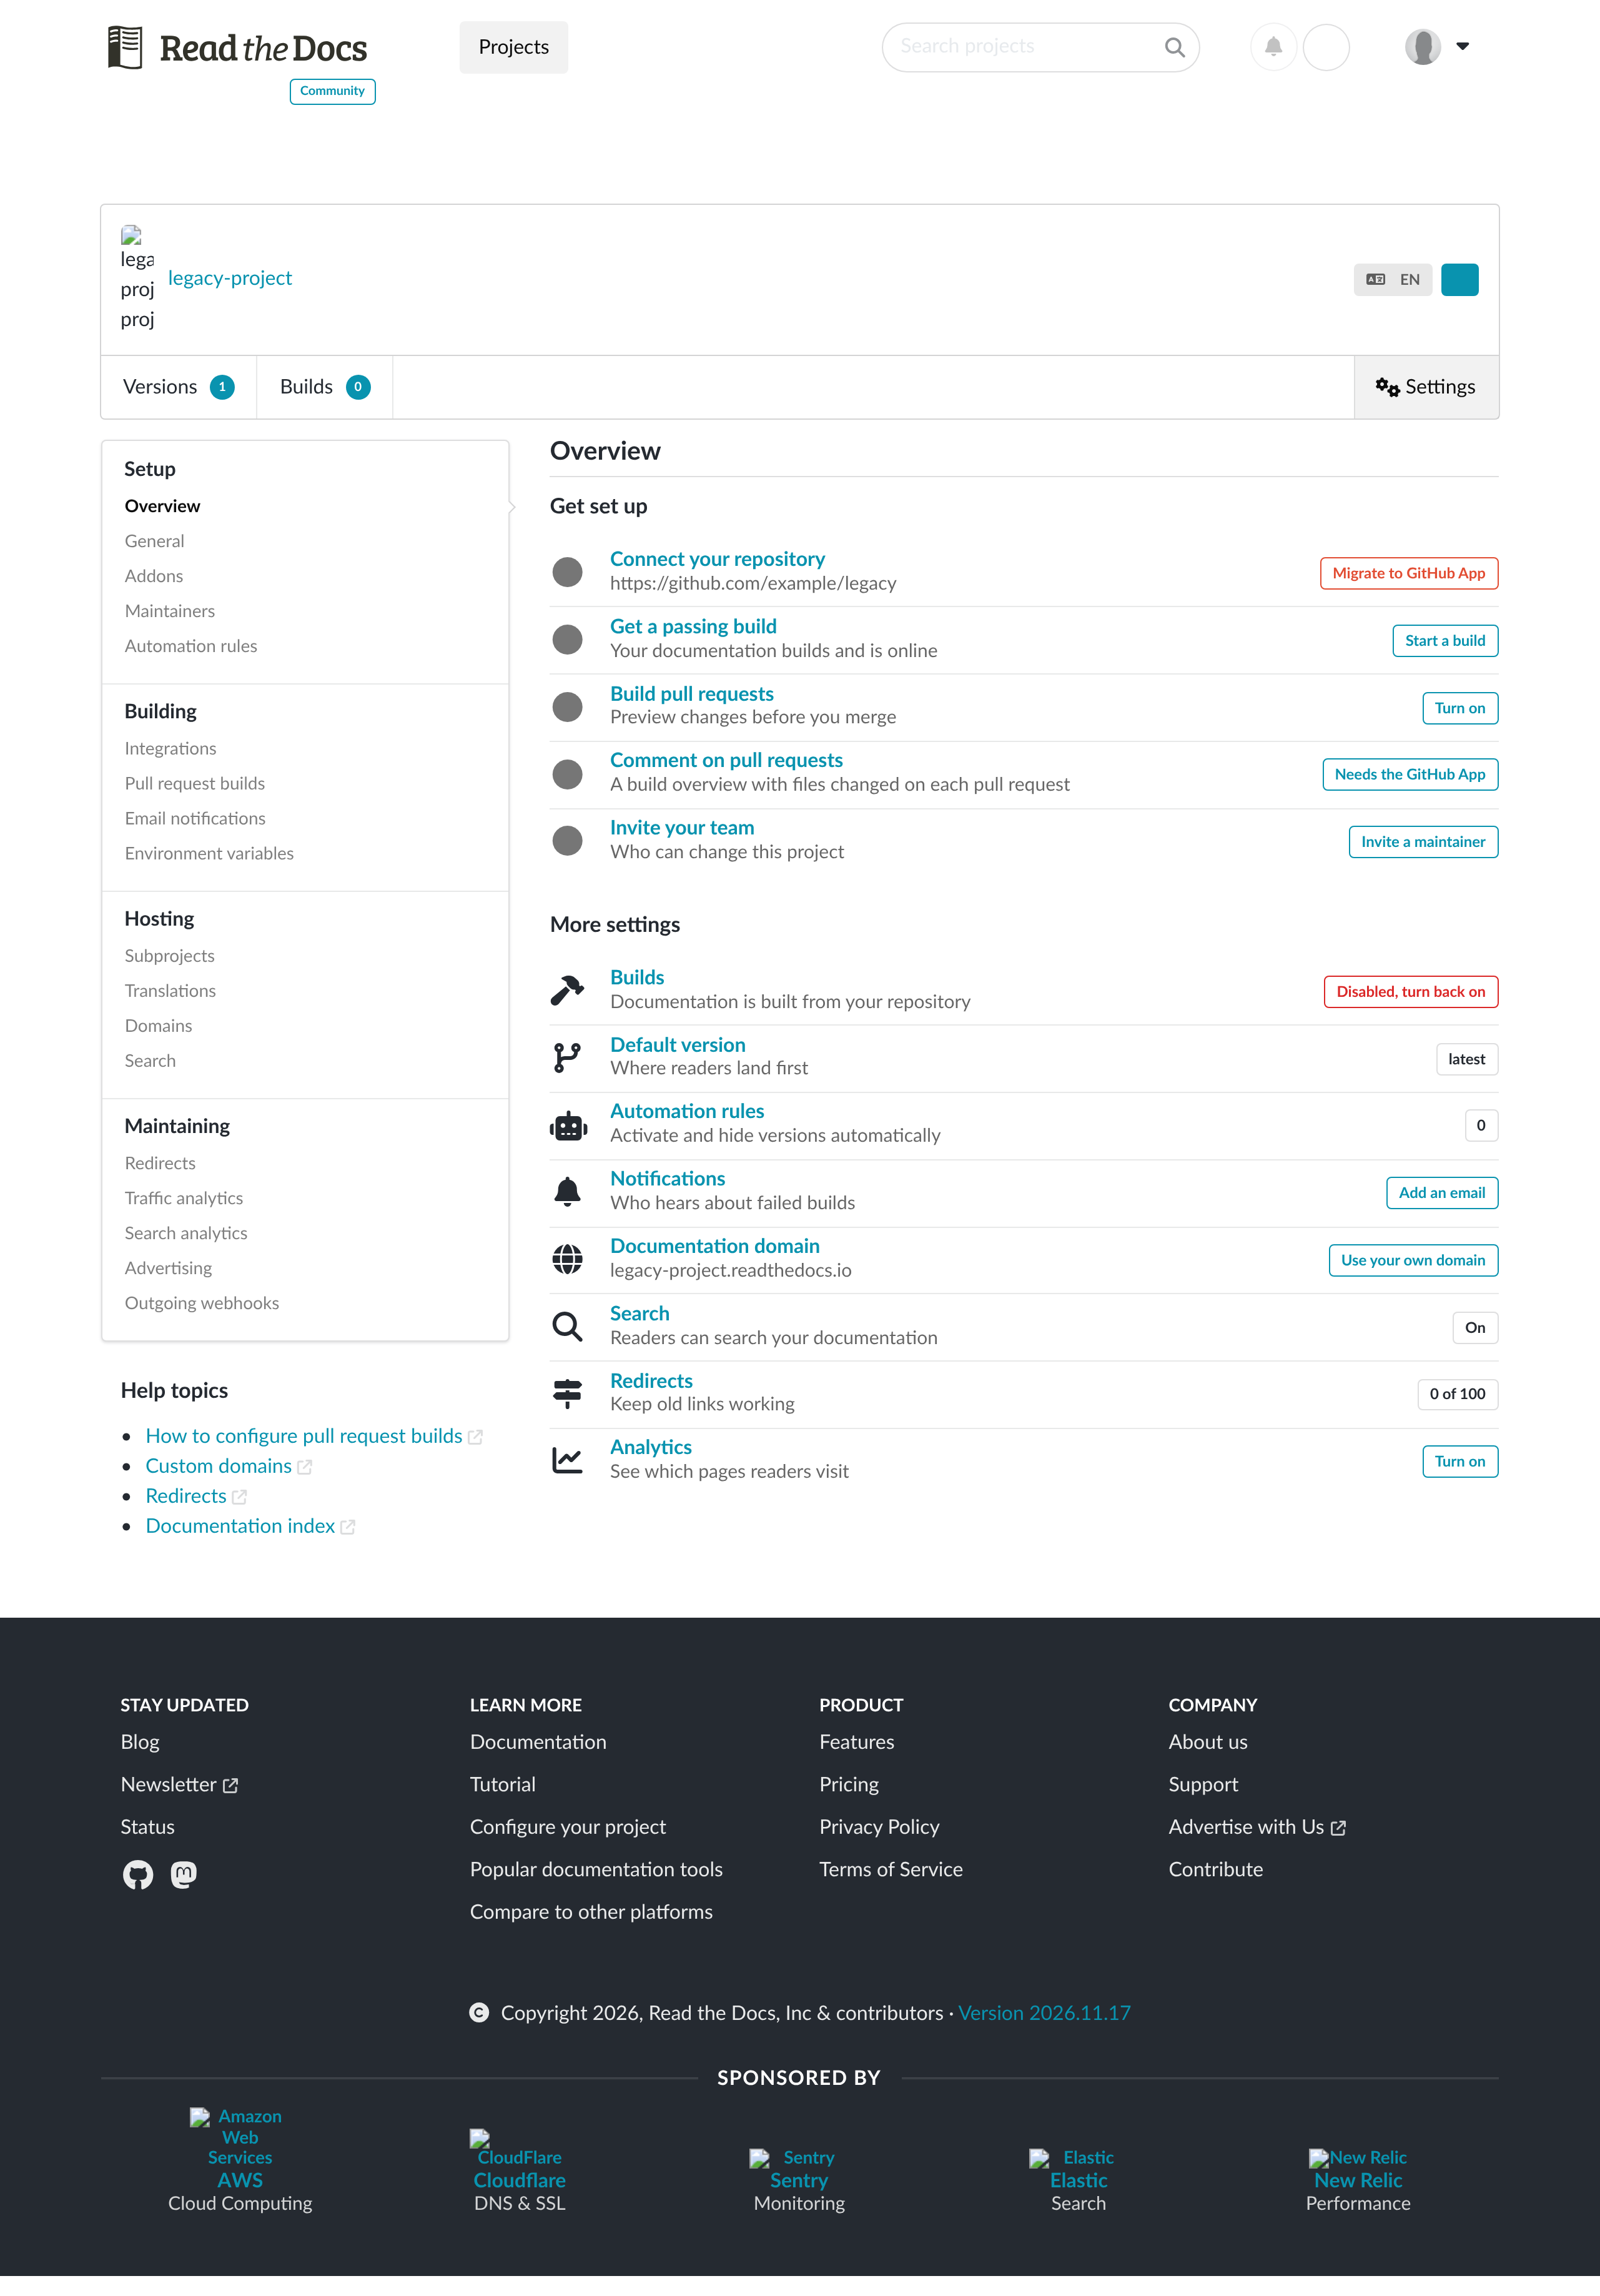 Read the Docs
Community
Projects
Search projects
lega
proj
proj
legacy-project
EN
Versions 1
Builds 0
Settings
Setup
Overview
General
Addons
Maintainers
Automation rules
Building
Integrations
Pull request builds
Email notifications
Environment variables
Hosting
Subprojects
Translations
Domains
Search
Maintaining
Redirects
Traffic analytics
Search analytics
Advertising
Outgoing webhooks
Help topics
How to configure pull request builds
Custom domains
Redirects
Documentation index
Overview
Get set up
Connect your repository
https://github.com/example/legacy
Migrate to GitHub App
Get a passing build
Your documentation builds and is online
Start a build
Build pull requests
Preview changes before you merge
Turn on
Comment on pull requests
A build overview with files changed on each pull request
Needs the GitHub App
Invite your team
Who can change this project
Invite a maintainer
More settings
Builds
Documentation is built from your repository
Disabled, turn back on
Default version
Where readers land first
latest
Automation rules
Activate and hide versions automatically
0
Notifications
Who hears about failed builds
Add an email
Documentation domain
legacy-project.readthedocs.io
Use your own domain
Search
Readers can search your documentation
On
Redirects
Keep old links working
0 of 100
Analytics
See which pages readers visit
Turn on
STAY UPDATED
Blog
Newsletter
Status
LEARN MORE
Documentation
Tutorial
Configure your project
Popular documentation tools
Compare to other platforms
PRODUCT
Features
Pricing
Privacy Policy
Terms of Service
COMPANY
About us
Support
Advertise with Us
Contribute
Copyright 2026, Read the Docs, Inc & contributors · Version 2026.11.17
SPONSORED BY
Amazon
Web
Services
AWS
Cloud Computing
CloudFlare
Cloudflare
DNS & SSL
Sentry
Sentry
Monitoring
Elastic
Elastic
Search
New Relic
New Relic
Performance